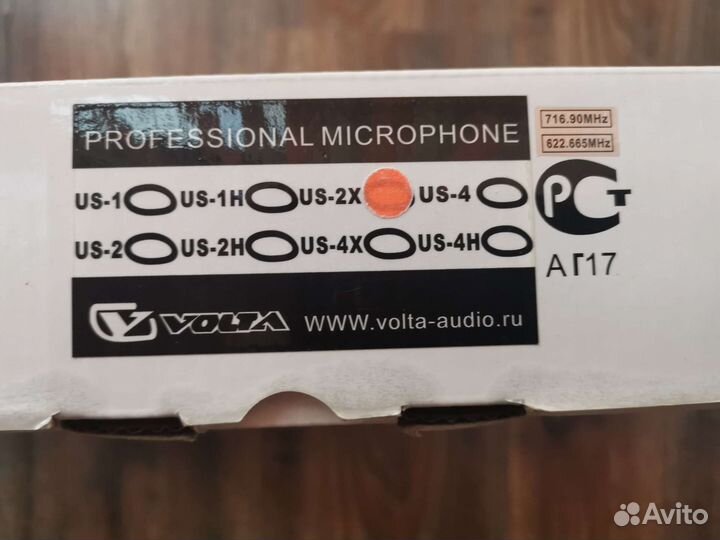 PROFESSIONAL MICROPHONE
716.90MHz
622.665MHz
US-1 US-1H US-2X US-4
US-2 US-2H US-4X US-4H
РСТ
АГ17
VOLTA www.volta-audio.ru
Avito